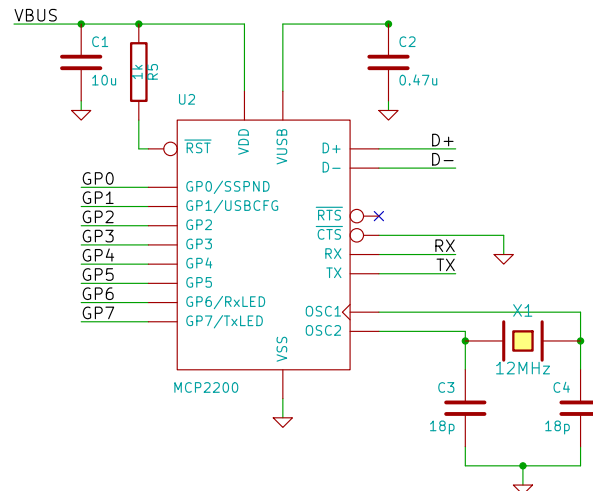 VBUS
C1
10u
1k
R5
C2
0.47u
U2
RST
VDD
VUSB
D+
D-
D+
D-
GP0
GP1
GP2
GP3
GP4
GP5
GP6
GP7
GP0/SSPND
GP1/USBCFG
GP2
GP3
GP4
GP5
GP6/RxLED
GP7/TxLED
RTS
CTS
RX
TX
RX
TX
OSC1
OSC2
VSS
MCP2200
X1
12MHz
C3
18p
C4
18p